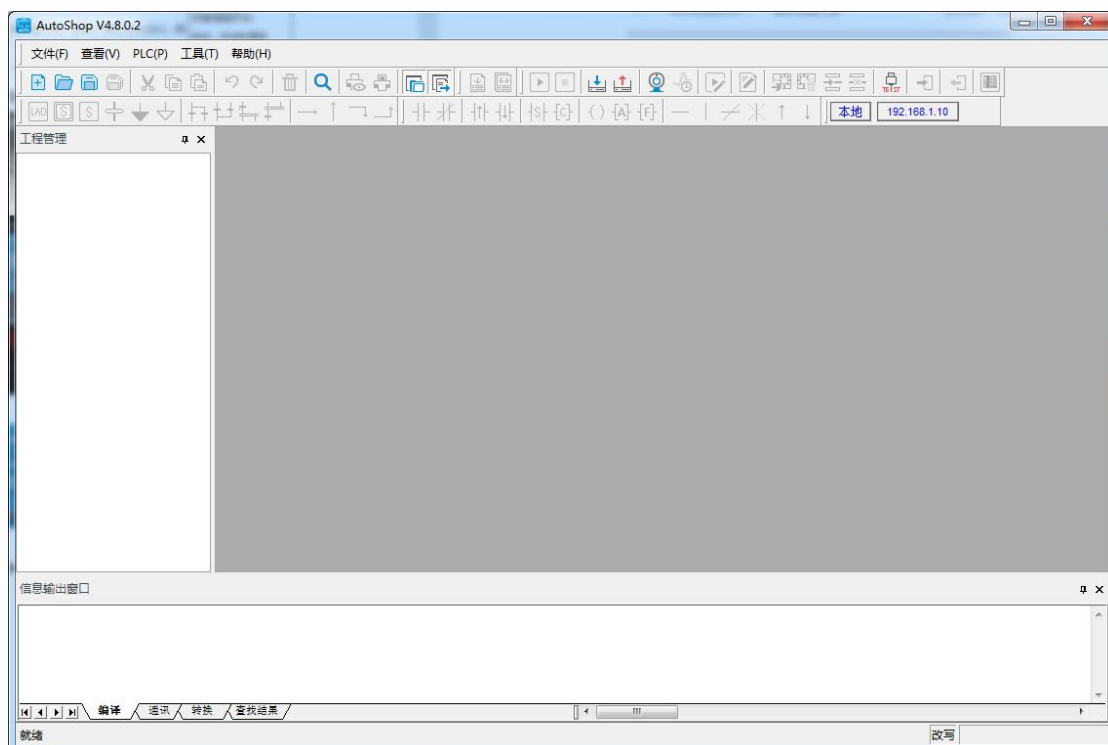 AutoShop V4.8.0.2
文件(F) 查看(V) PLC(P) 工具(T) 帮助(H)
TEST
LAD S S {S} {C} ( ) {A} {F} 本地 192.168.1.10
工程管理
信息输出窗口
编译 通讯 转换 查找结果
就绪 改写